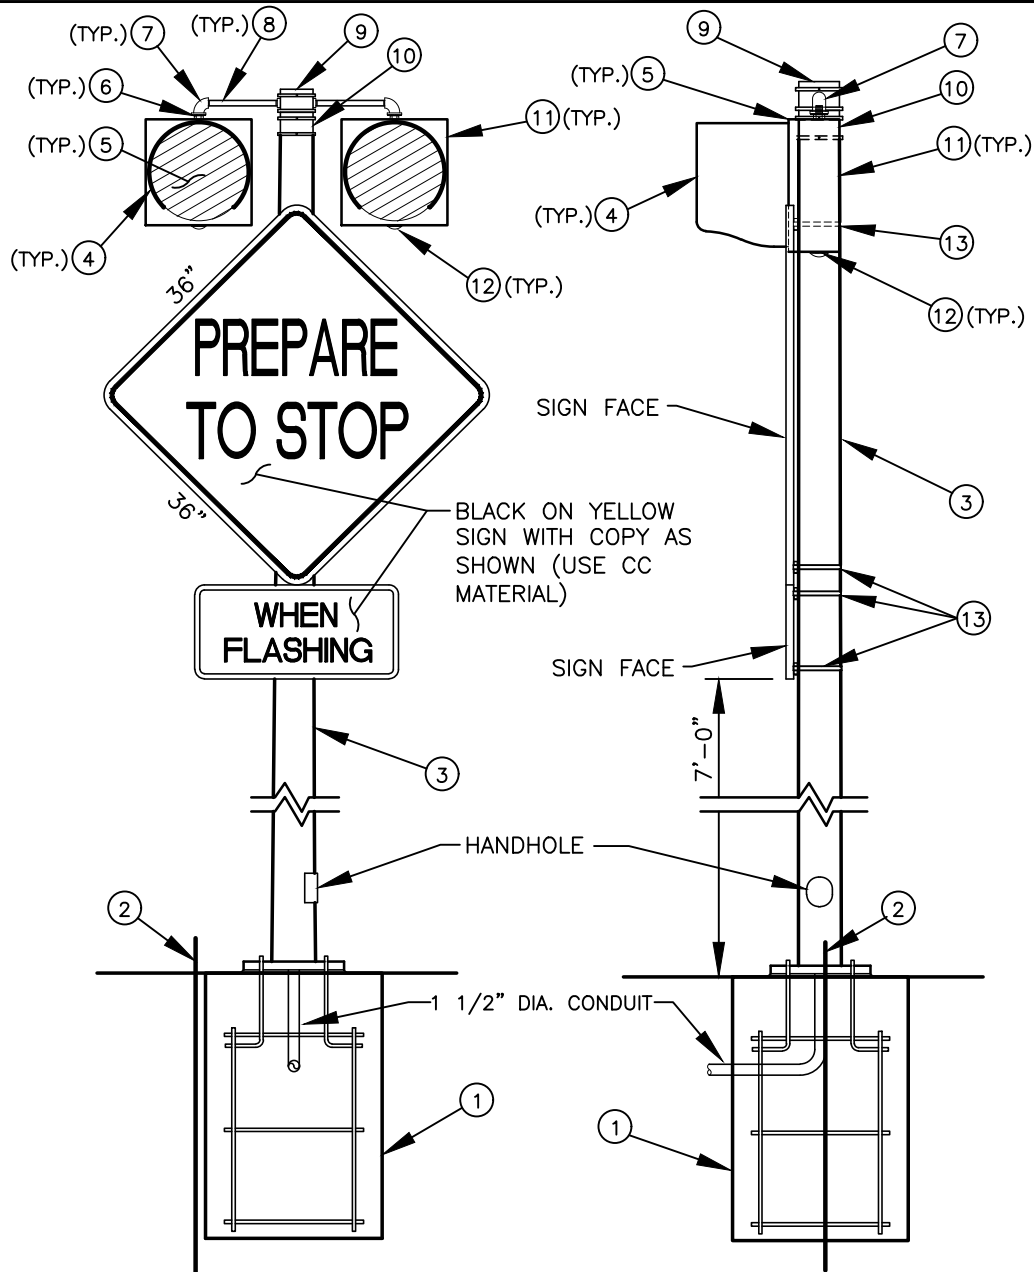 (TYP.) 7
(TYP.) 8
9
10
(TYP.) 6
(TYP.) 5
11 (TYP.)
(TYP.) 4
12 (TYP.)
36"
PREPARE
TO STOP
36"
BLACK ON YELLOW
SIGN WITH COPY AS
SHOWN (USE CC
MATERIAL)
WHEN
FLASHING
3
HANDHOLE
2
1 1/2" DIA. CONDUIT
1
9
7
(TYP.) 5
10
11 (TYP.)
(TYP.) 4
13
12 (TYP.)
SIGN FACE
3
13
SIGN FACE
7'-0"
2
1